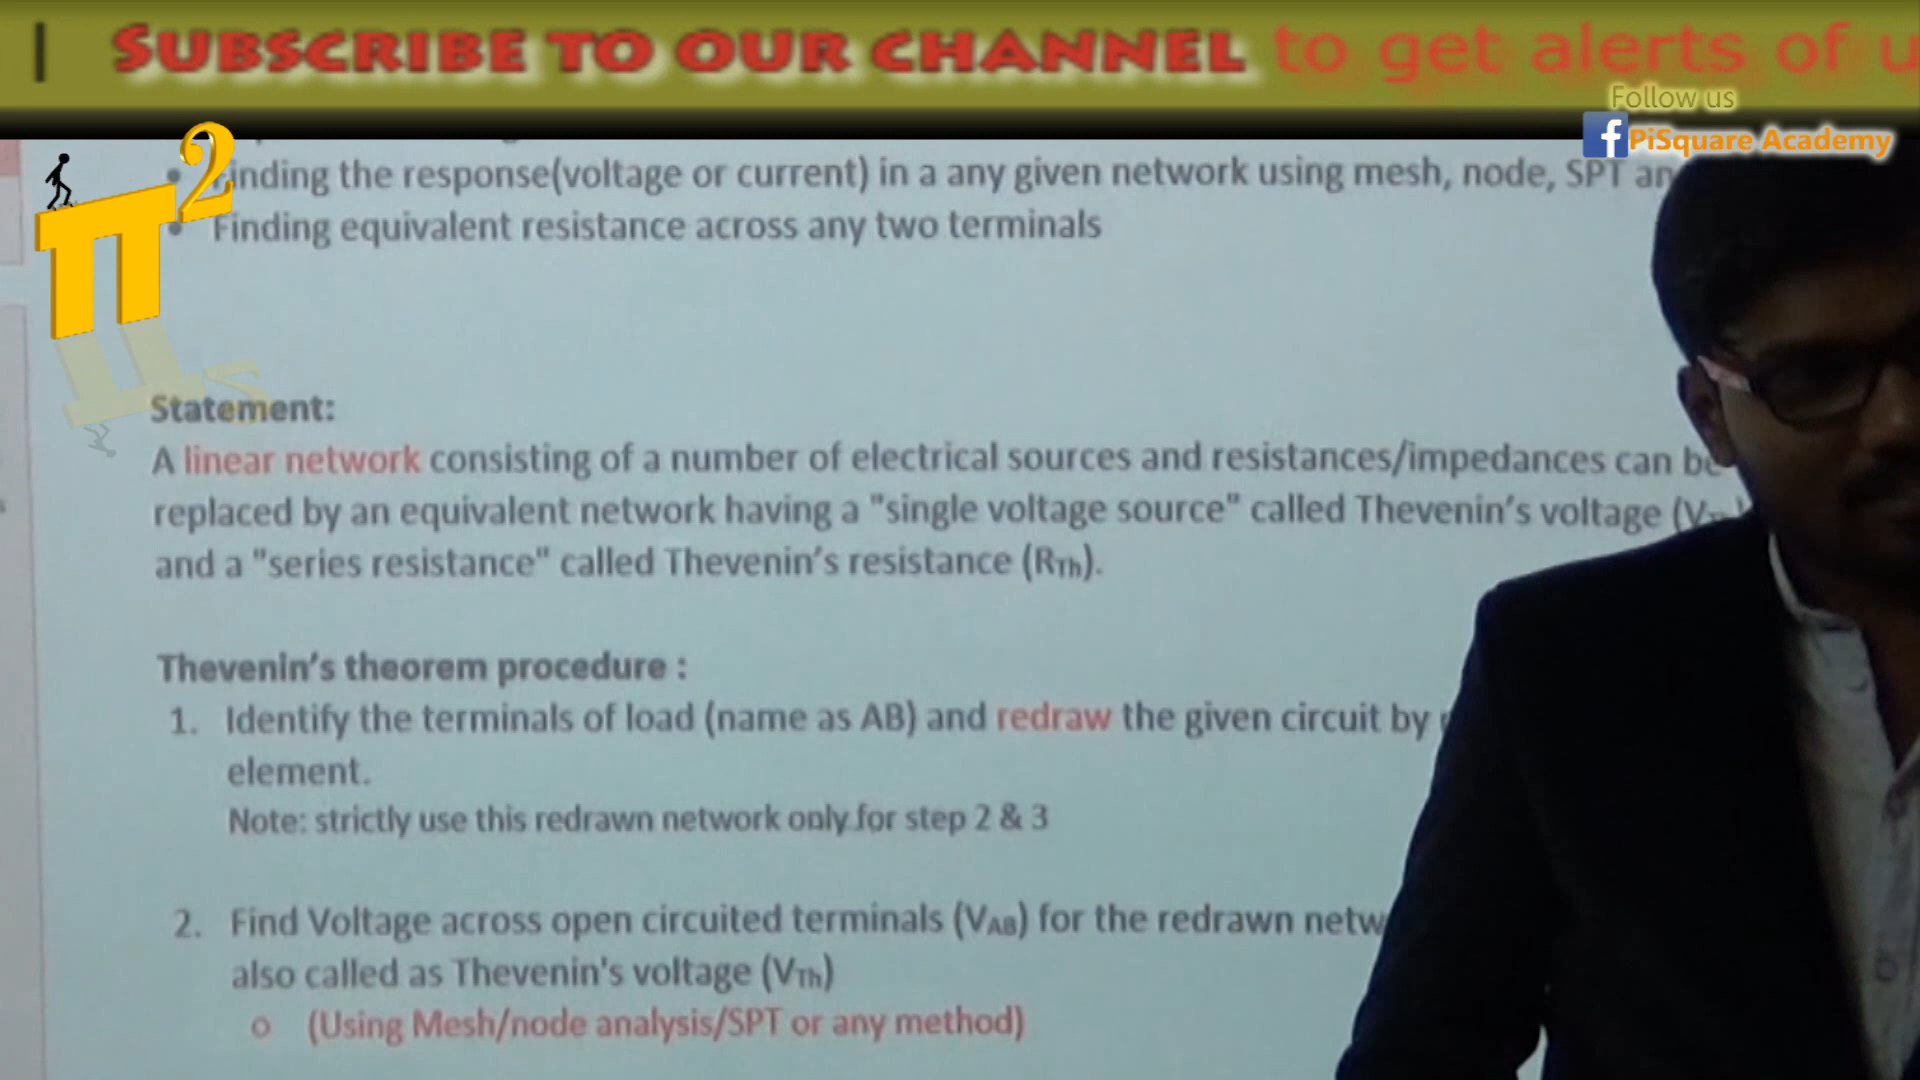 | SUBSCRIBE TO OUR CHANNEL to get alerts of u
Follow us
f PiSquare Academy
π2
• Finding the response(voltage or current) in a any given network using mesh, node, SPT an
• Finding equivalent resistance across any two terminals
Statement:
A linear network consisting of a number of electrical sources and resistances/impedances can be
replaced by an equivalent network having a "single voltage source" called Thevenin's voltage (VTh)
and a "series resistance" called Thevenin's resistance (RTh).
Thevenin's theorem procedure :
1. Identify the terminals of load (name as AB) and redraw the given circuit by
element.
Note: strictly use this redrawn network only for step 2 & 3
2. Find Voltage across open circuited terminals (VAB) for the redrawn netw
also called as Thevenin's voltage (VTh)
o (Using Mesh/node analysis/SPT or any method)